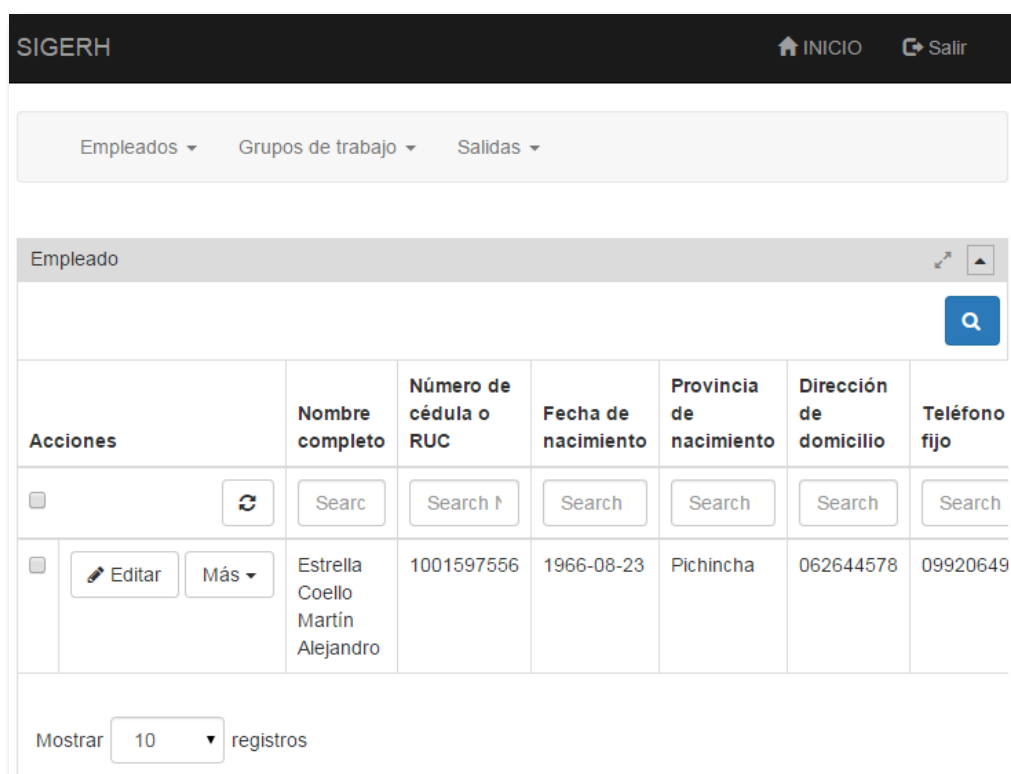 SIGERH INICIO Salir
Empleados Grupos de trabajo Salidas
Empleado
Acciones
Nombre
completo
Número de
cédula o
RUC
Fecha de
nacimiento
Provincia
de
nacimiento
Dirección
de
domicilio
Teléfono
fijo
Searc Search N Search Search Search Search
Editar Más
Estrella
Coello
Martín
Alejandro
1001597556 1966-08-23 Pichincha 062644578 09920649
Mostrar 10 registros